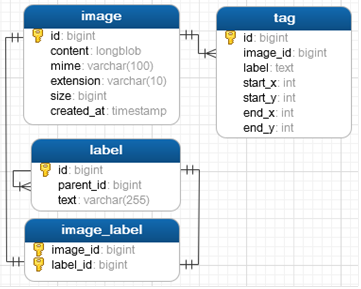 image
id: bigint
content: longblob
mime: varchar(100)
extension: varchar(10)
size: bigint
created_at: timestamp
tag
id: bigint
image_id: bigint
label: text
start_x: int
start_y: int
end_x: int
end_y: int
label
id: bigint
parent_id: bigint
text: varchar(255)
image_label
image_id: bigint
label_id: bigint